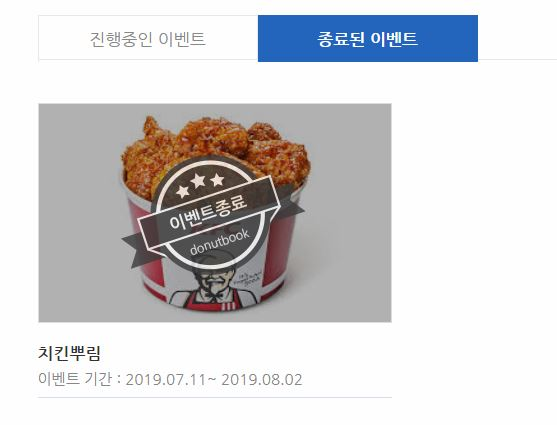 진행중인 이벤트
종료된 이벤트
이벤트종료
donutbook
치킨뿌림
이벤트 기간 : 2019.07.11~ 2019.08.02